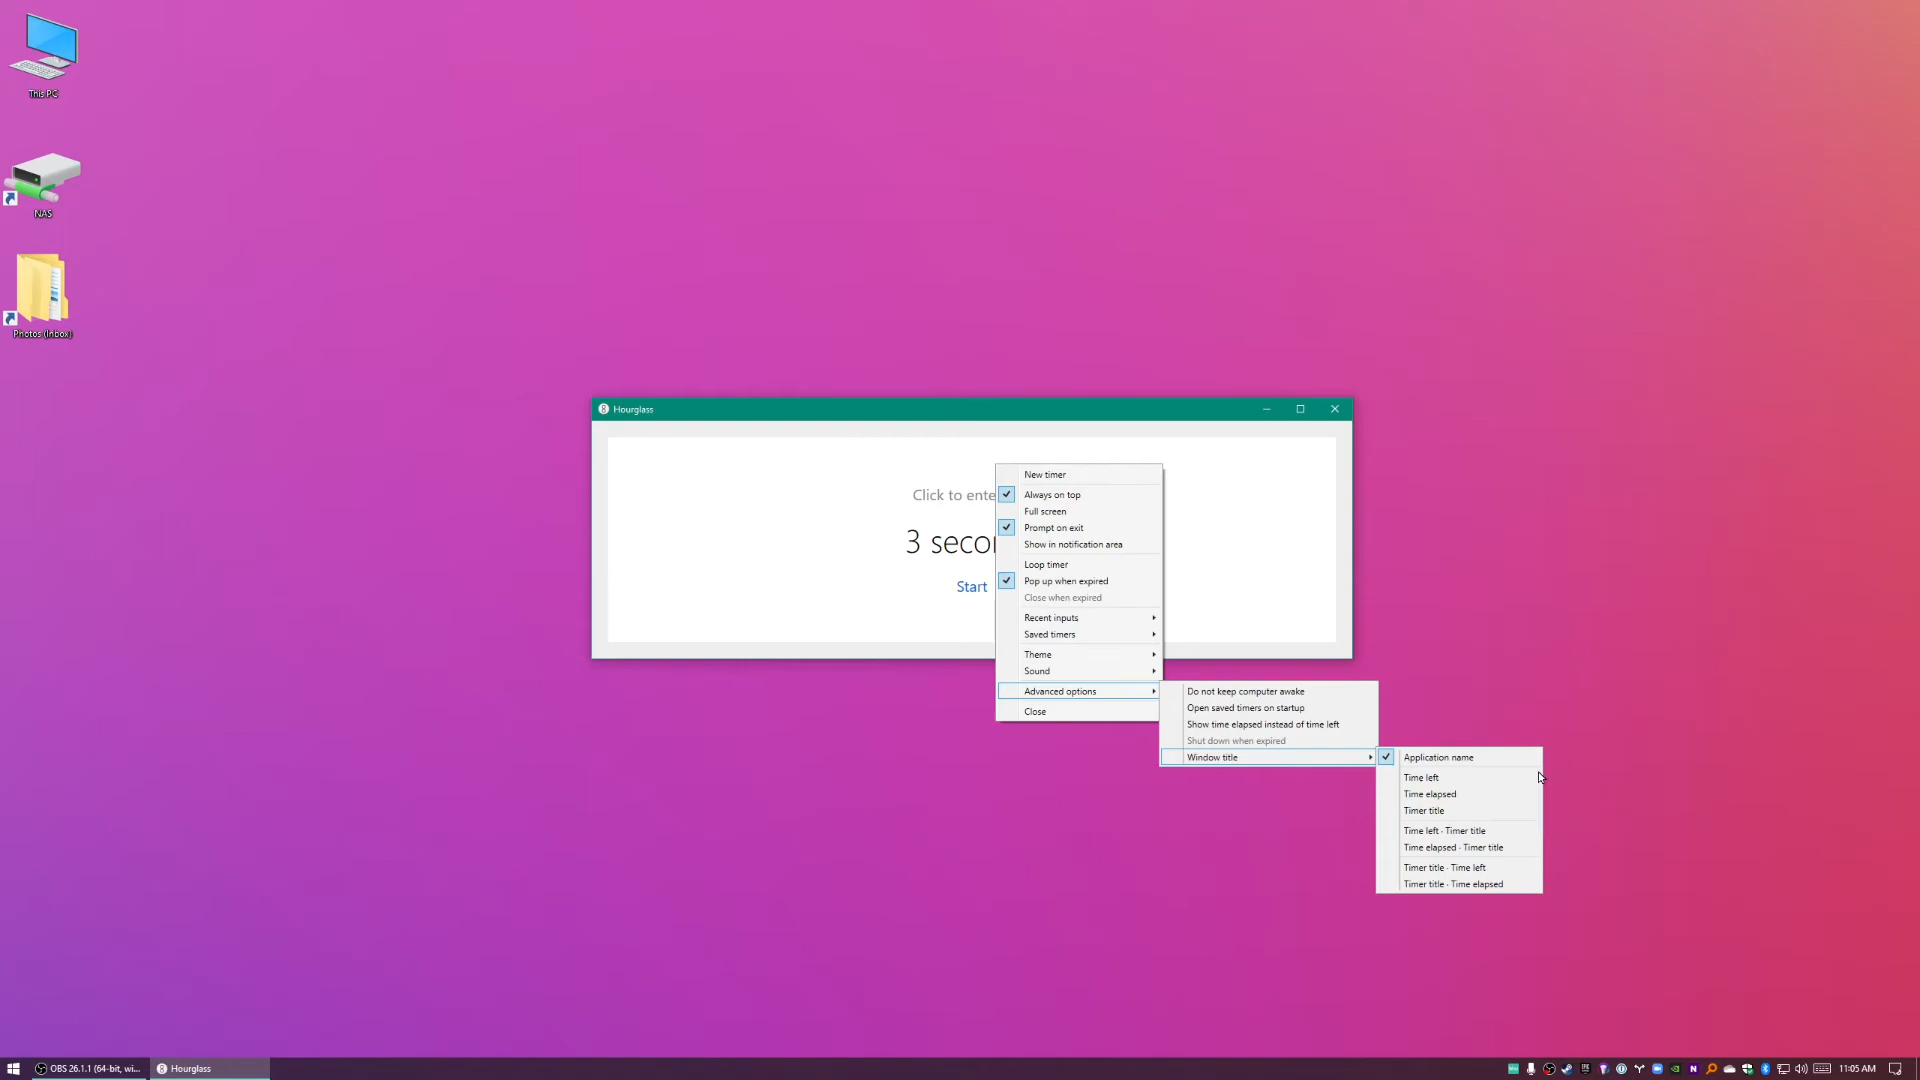 This PC
NAS
Photos (Inbox)
Hourglass
Click to ente
3 secon
Start
New timer
Always on top
Full screen
Prompt on exit
Show in notification area
Loop timer
Pop up when expired
Close when expired
Recent inputs
Saved timers
Theme
Sound
Advanced options
Close
Do not keep computer awake
Open saved timers on startup
Show time elapsed instead of time left
Shut down when expired
Window title
Application name
Time left
Time elapsed
Timer title
Time left · Timer title
Time elapsed · Timer title
Timer title · Time left
Timer title · Time elapsed
OBS 26.1.1 (64-bit, wi...
Hourglass
11:05 AM